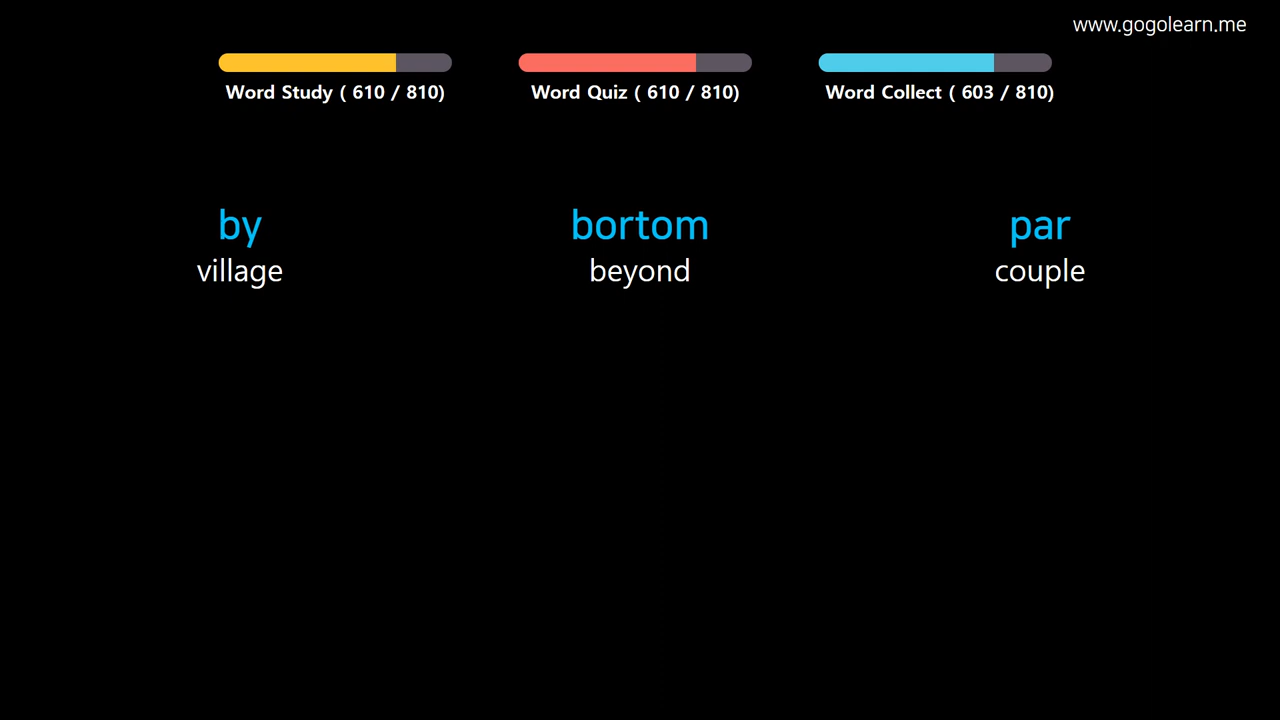 www.gogolearn.me
Word Study ( 610 / 810)
Word Quiz ( 610 / 810)
Word Collect ( 603 / 810)
by
village
bortom
beyond
par
couple